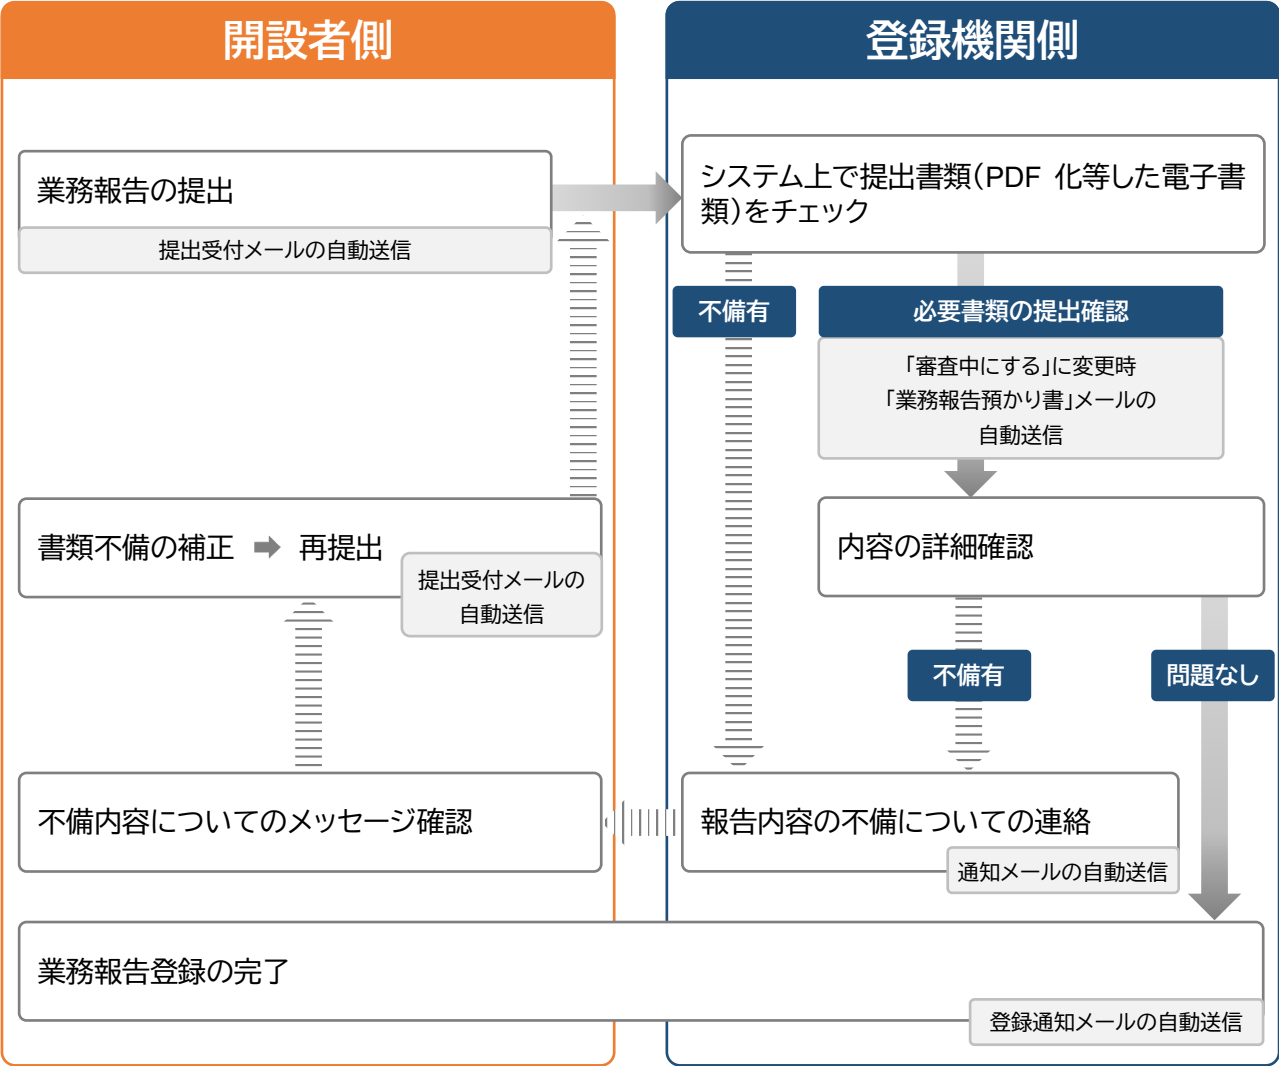 開設者側
登録機関側
業務報告の提出
提出受付メールの自動送信
システム上で提出書類（PDF 化等した電子書
類）をチェック
不備有
必要書類の提出確認
「審査中にする」に変更時
「業務報告預かり書」メールの
自動送信
書類不備の補正 ➡ 再提出
提出受付メールの
自動送信
内容の詳細確認
不備有
問題なし
不備内容についてのメッセージ確認
報告内容の不備についての連絡
通知メールの自動送信
業務報告登録の完了
登録通知メールの自動送信